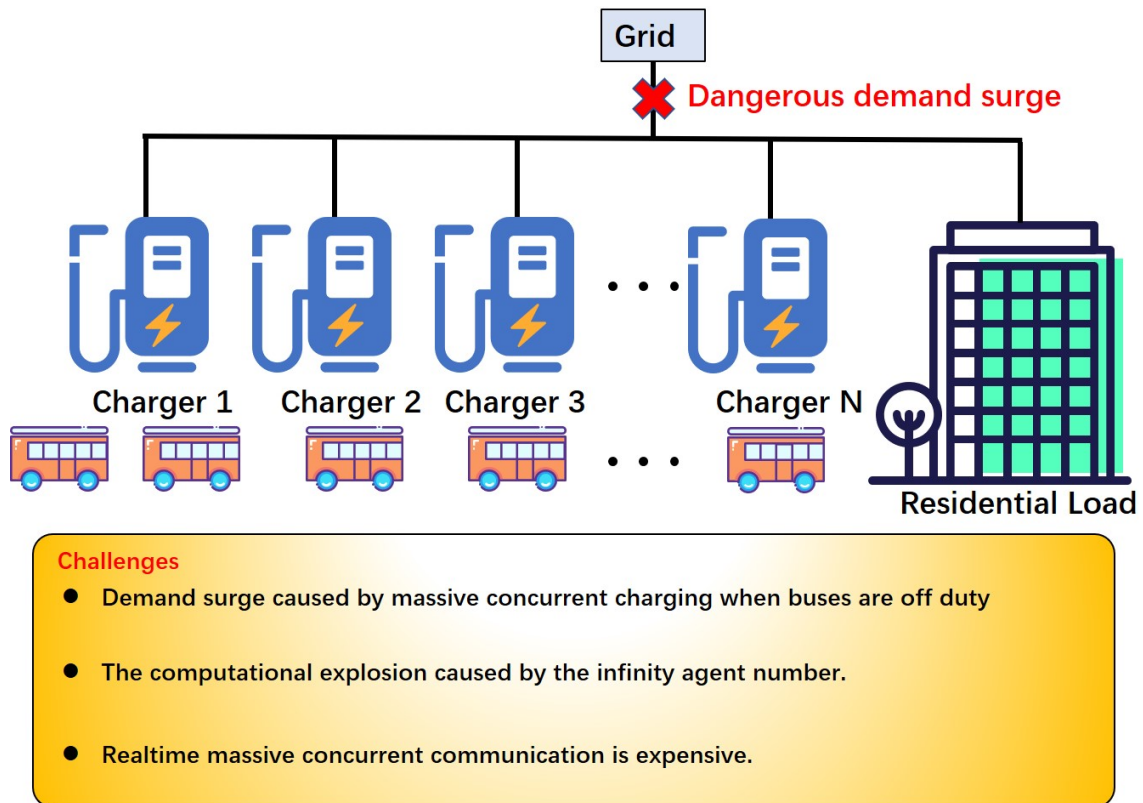 Grid
Dangerous demand surge
Charger 1
Charger 2
Charger 3
Charger N
Residential Load
Challenges
● Demand surge caused by massive concurrent charging when buses are off duty
● The computational explosion caused by the infinity agent number.
● Realtime massive concurrent communication is expensive.